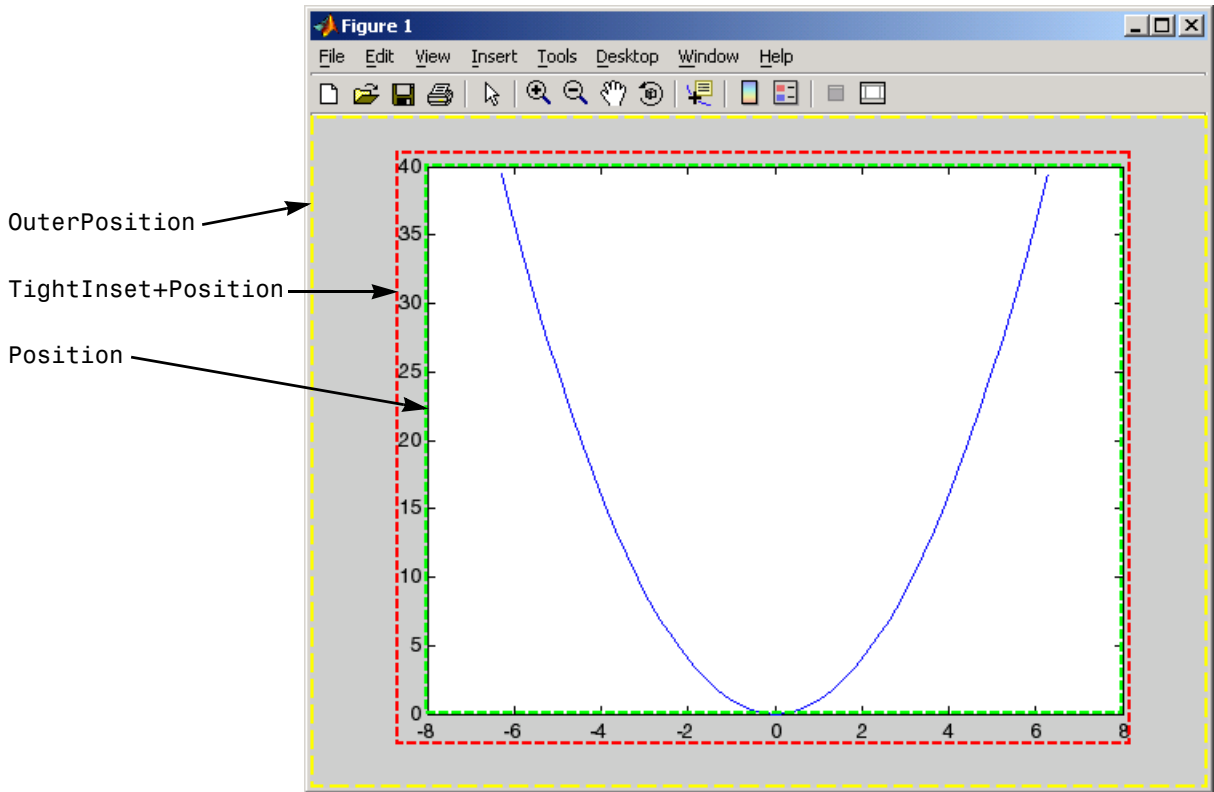 Figure 1
File Edit View Insert Tools Desktop Window Help
OuterPosition
TightInset+Position
Position
40
35
30
25
20
15
10
5
0
-8 -6 -4 -2 0 2 4 6 8